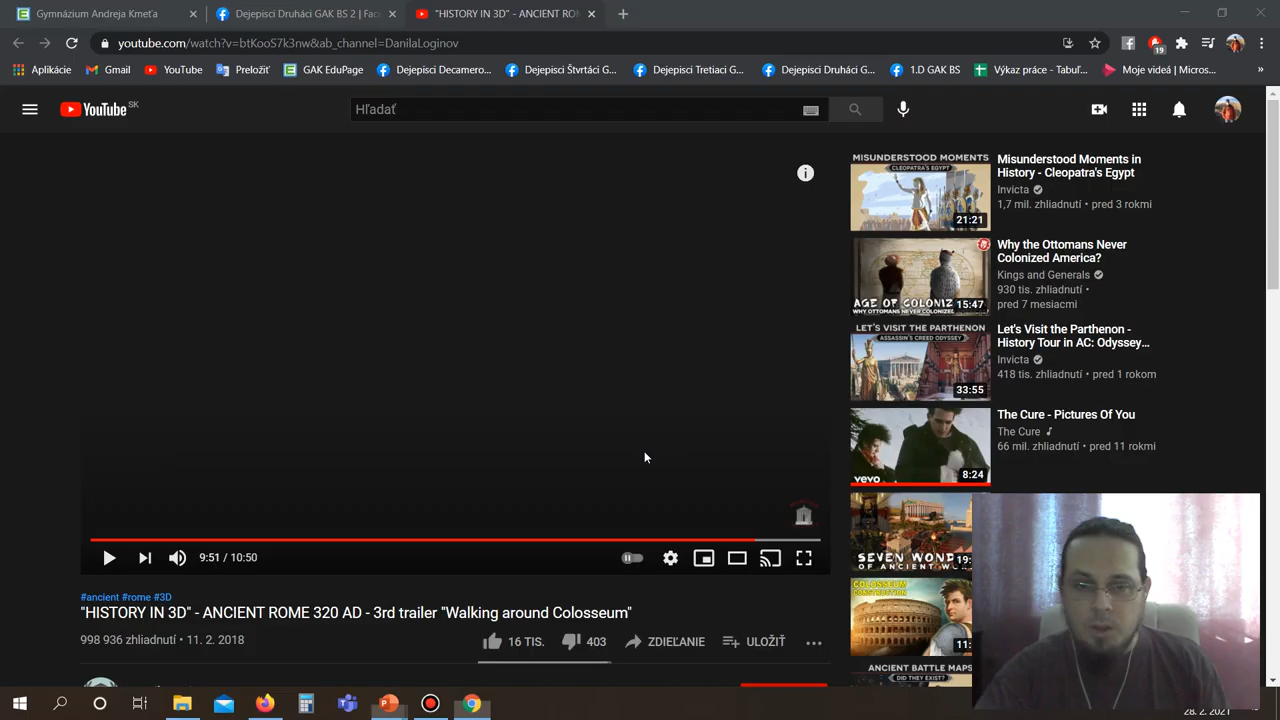 Gymnázium Andreja Kmeťa
Dejepisci Druháci GAK BS 2 | Fac
"HISTORY IN 3D" - ANCIENT RO
youtube.com/watch?v=btKooS7k3nw&ab_channel=DanilaLoginov
19
Aplikácie
Gmail
YouTube
Preložiť
GAK EduPage
Dejepisci Dezamero...
Dejepisci Štvrtáci G...
Dejepisci Tretiaci G...
Dejepisci Druháci G...
1.D GAK BS
Výkaz práce - Tabuľ...
Moje videá | Micros...
»
YouTube SK
Hľadať
MISUNDERSTOOD MOMENTS
CLEOPATRA'S EGYPT
21:21
Misunderstood Moments in
History - Cleopatra's Egypt
Invicta
1,7 mil. zhliadnutí • pred 3 rokmi
AGE OF COLONIZ
WHY OTTOMANS NEVER COLONIZED AMERICA?
15:47
Why the Ottomans Never
Colonized America?
Kings and Generals
930 tis. zhliadnutí •
pred 7 mesiacmi
LET'S VISIT THE PARTHENON
ASSASSIN'S CREED ODYSSEY
33:55
Let's Visit the Parthenon -
History Tour in AC: Odyssey...
Invicta
418 tis. zhliadnutí • pred 1 rokom
vevo
8:24
The Cure - Pictures Of You
The Cure
66 mil. zhliadnutí • pred 11 rokmi
SEVEN WOND
OF ANCIENT WO
19:
COLOSSEUM
CONSTRUCTION
11:
ANCIENT BATTLE MAPS
DID THEY EXIST?
9:51 / 10:50
#ancient #rome #3D
"HISTORY IN 3D" - ANCIENT ROME 320 AD - 3rd trailer "Walking around Colosseum"
998 936 zhliadnutí • 11. 2. 2018
16 TIS.
403
ZDIEĽANIE
ULOŽIŤ
28. 2. 2021